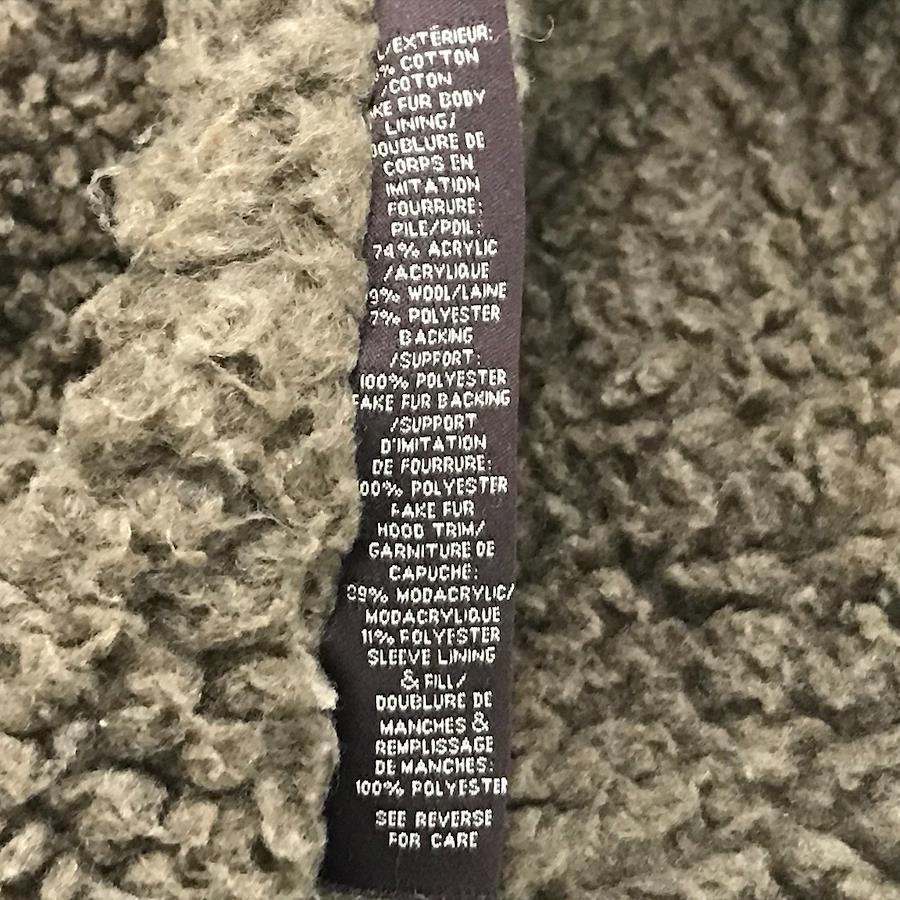 L/EXTÉRIEUR:
% COTTON
/COTON
KE FUR BODY
LINING/
DOUBLURE DE
CORPS EN
IMITATION
FOURRURE:
PILE/POIL:
74% ACRYLIC
/ACRYLIQUE
9% WOOL/LAINE
7% POLYESTER
BACKING
/SUPPORT:
100% POLYESTER
FAKE FUR BACKING
/SUPPORT
D'IMITATION
DE FOURRURE:
00% POLYESTER
FAKE FUR
HOOD TRIM/
GARNITURE DE
CAPUCHE:
89% MODACRYLIC/
MODACRYLIQUE
11% POLYESTER
SLEEVE LINING
& FILL/
DOUBLURE DE
MANCHES &
REMPLISSAGE
DE MANCHES:
100% POLYESTER
SEE REVERSE
FOR CARE